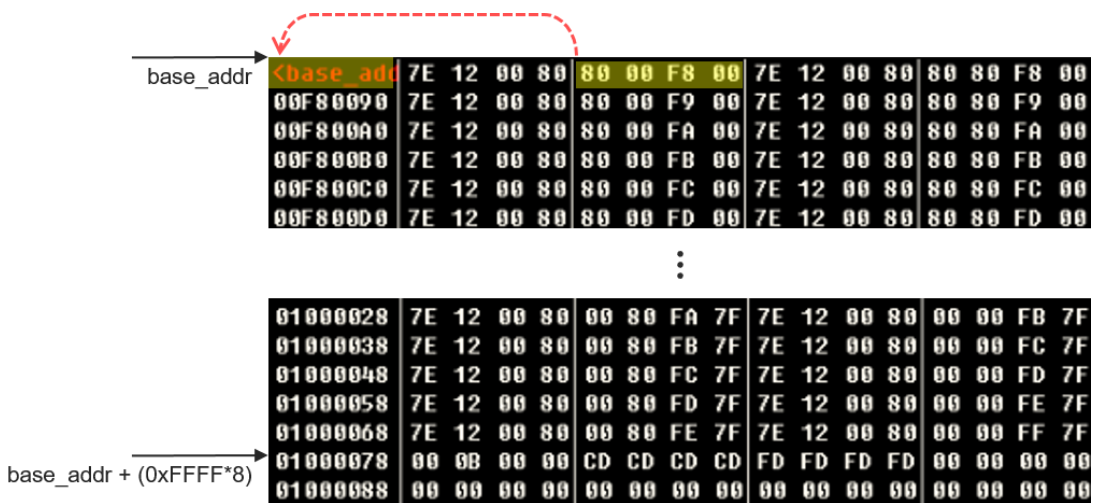 base_addr
<base_add 7E 12 00 80 80 00 F8 00 7E 12 00 80 80 80 F8 00
00F80090 7E 12 00 80 80 00 F9 00 7E 12 00 80 80 80 F9 00
00F800A0 7E 12 00 80 80 00 FA 00 7E 12 00 80 80 80 FA 00
00F800B0 7E 12 00 80 80 00 FB 00 7E 12 00 80 80 80 FB 00
00F800C0 7E 12 00 80 80 00 FC 00 7E 12 00 80 80 80 FC 00
00F800D0 7E 12 00 80 80 00 FD 00 7E 12 00 80 80 80 FD 00
01000028 7E 12 00 80 00 80 FA 7F 7E 12 00 80 00 00 FB 7F
01000038 7E 12 00 80 00 80 FB 7F 7E 12 00 80 00 00 FC 7F
01000048 7E 12 00 80 00 80 FC 7F 7E 12 00 80 00 00 FD 7F
01000058 7E 12 00 80 00 80 FD 7F 7E 12 00 80 00 00 FE 7F
01000068 7E 12 00 80 00 80 FE 7F 7E 12 00 80 00 00 FF 7F
base_addr + (0xFFFF*8)
01000078 00 0B 00 00 CD CD CD CD FD FD FD FD 00 00 00 00
01000088 00 00 00 00 00 00 00 00 00 00 00 00 00 00 00 00